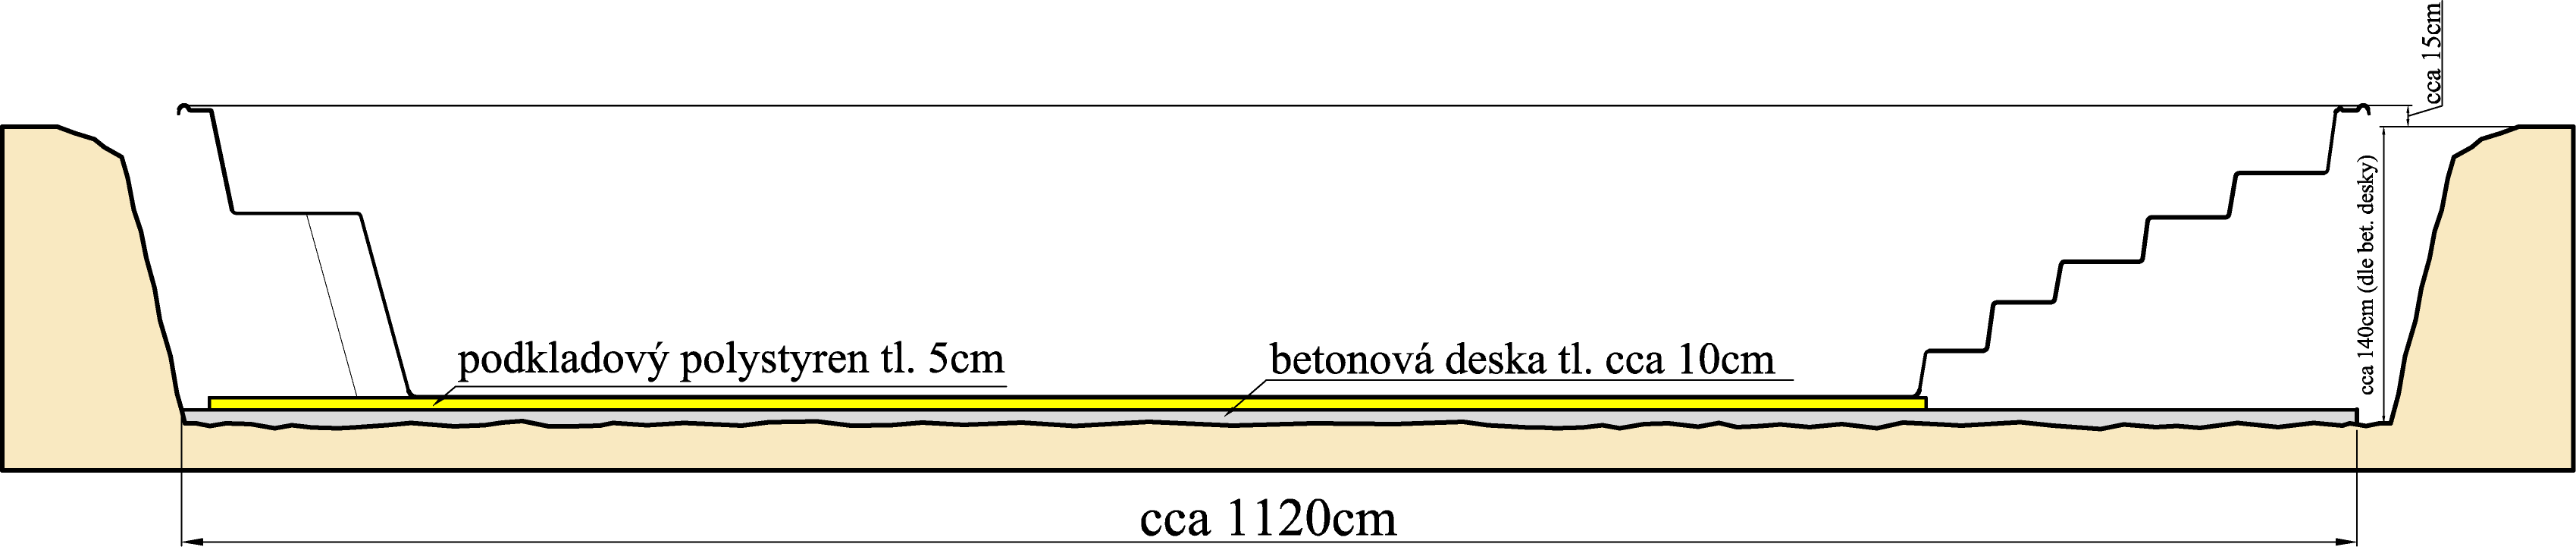 cca 15cm
cca 140cm (dle bet. desky)
podkladový polystyren tl. 5cm
betonová deska tl. cca 10cm
cca 1120cm